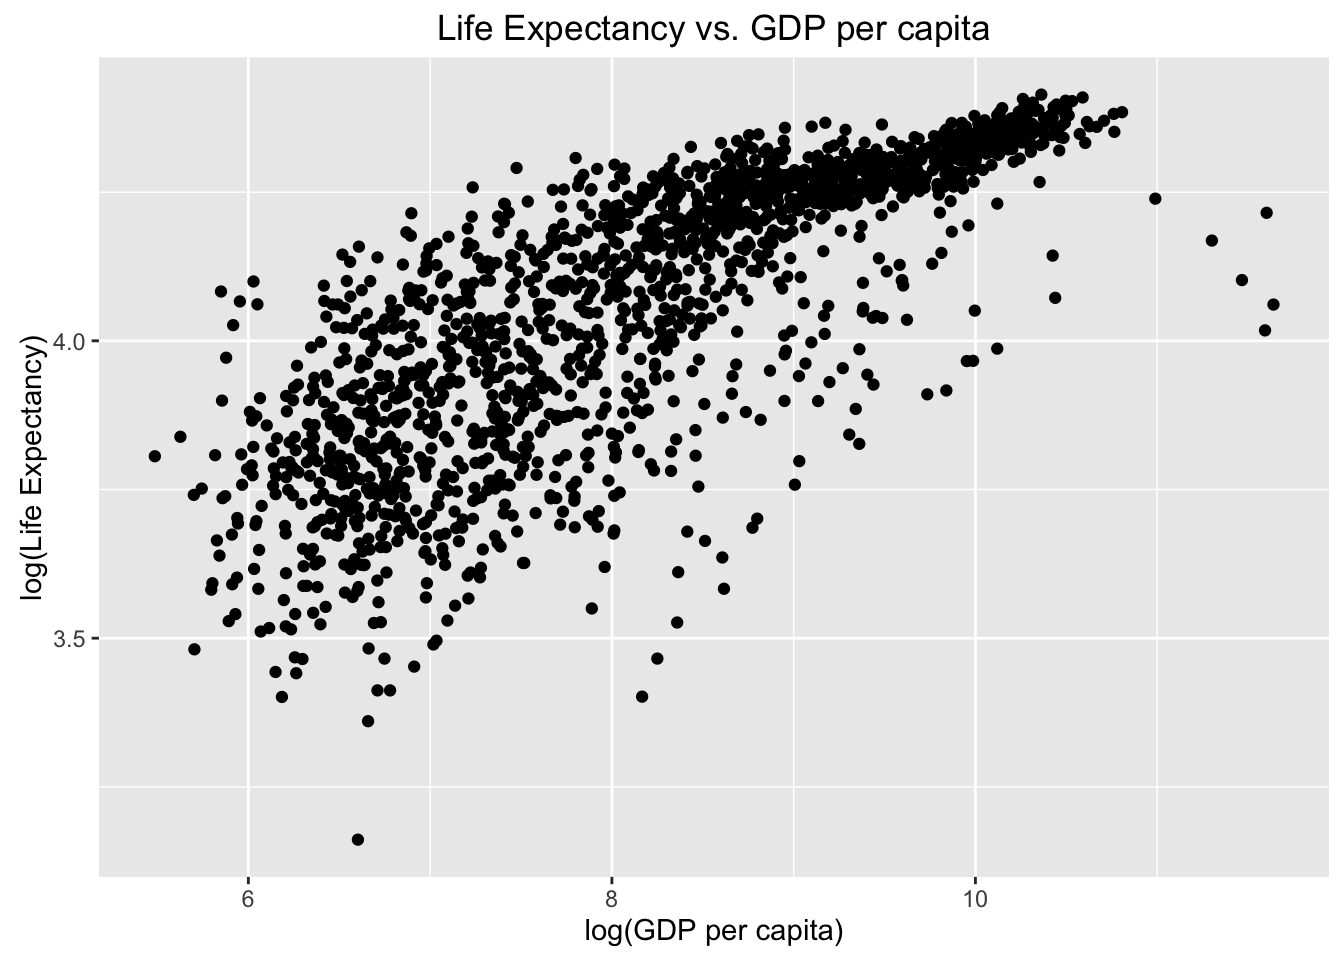 Life Expectancy vs. GDP per capita
log(Life Expectancy)
4.0
3.5
6 8 10
log(GDP per capita)